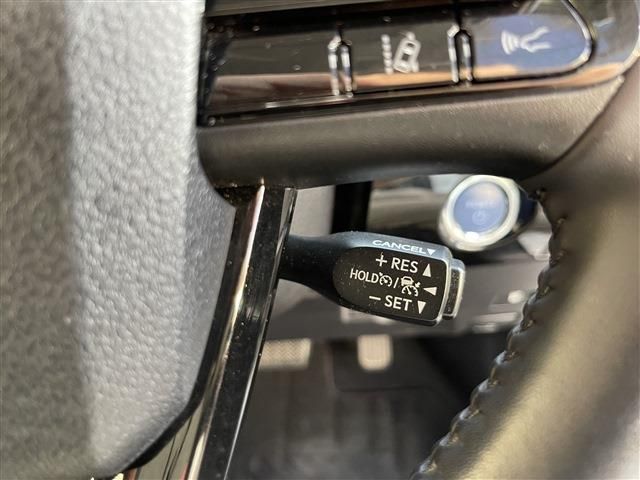 CANCEL▼
+RES▲
HOLD / ◀
−SET▼